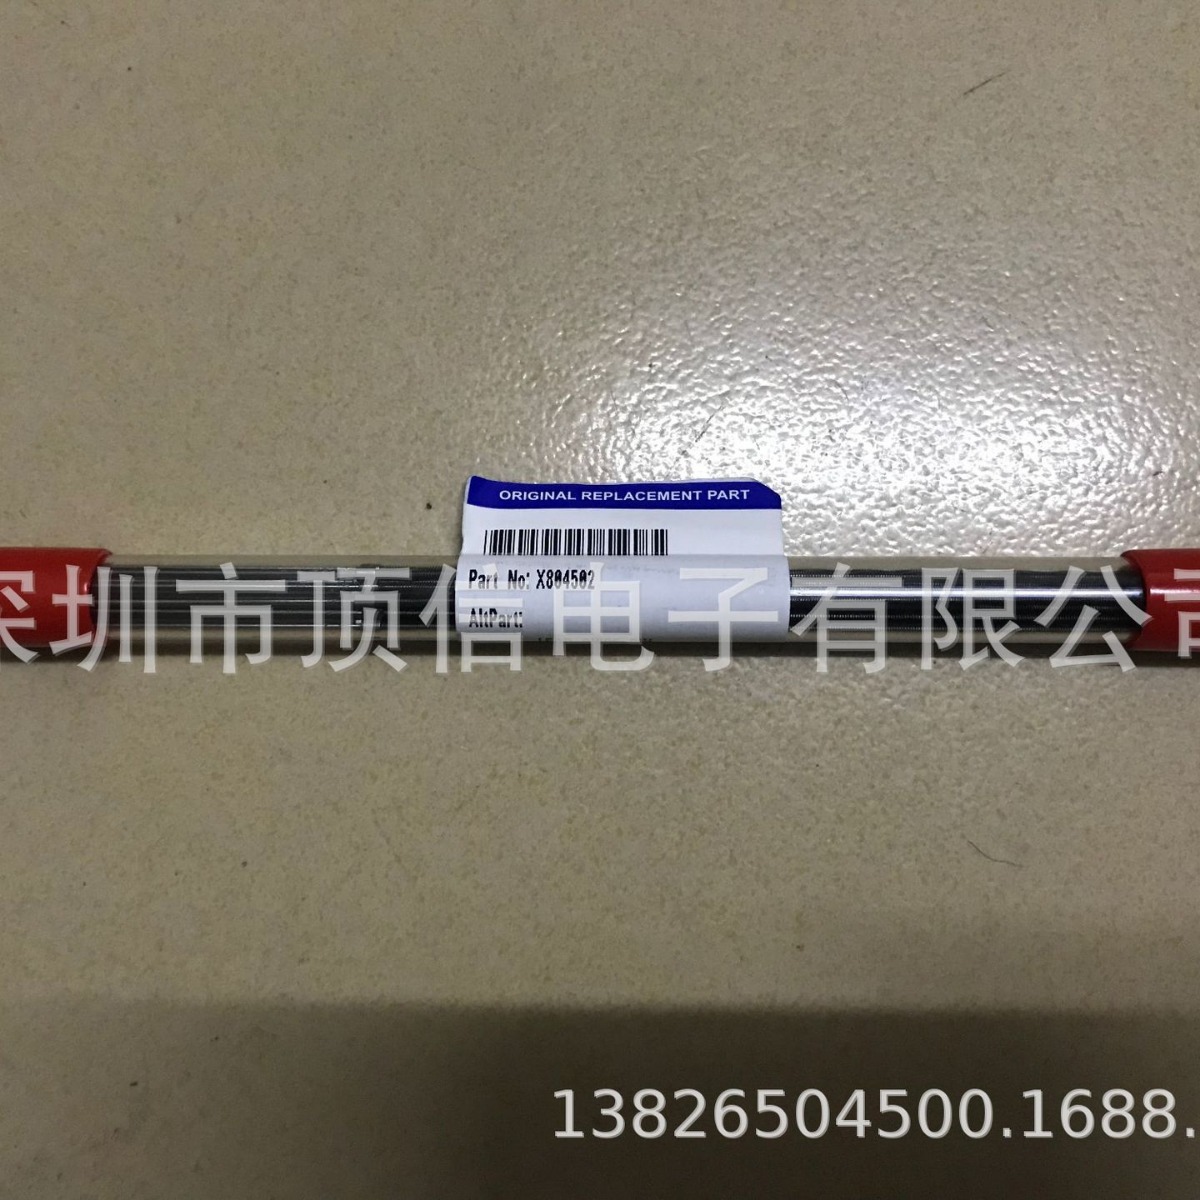 ORIGINAL REPLACEMENT PART
Part No: X804502
AltPart:
深圳市顶信电子有限公司
13826504500.1688.